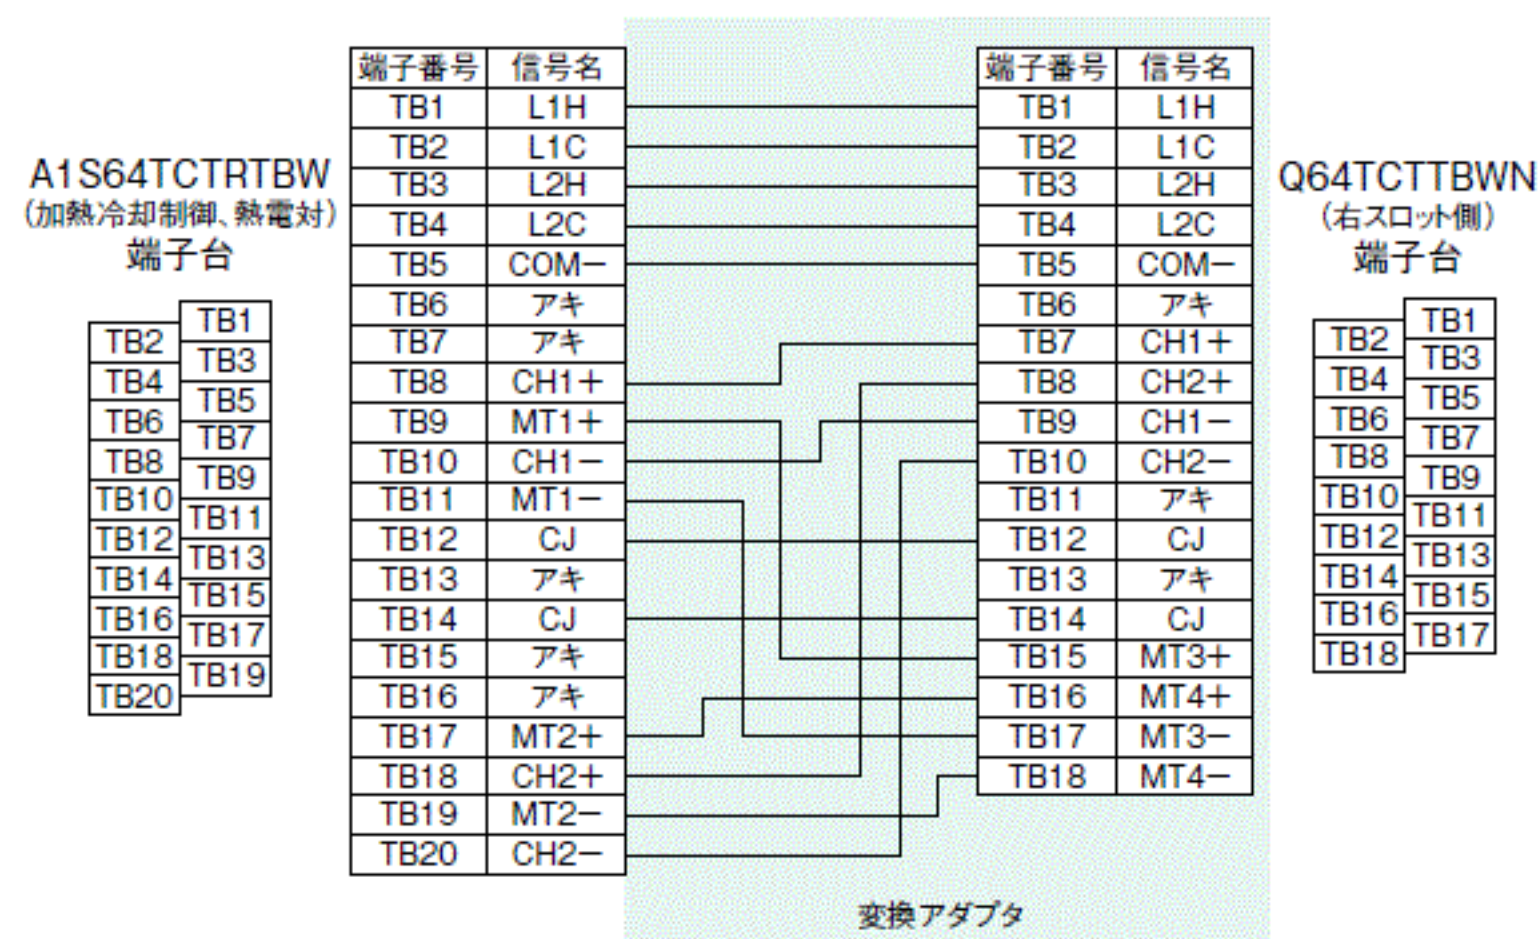 A1S64TCTRTBW
(加熱冷却制御、熱電対)
端子台
TB1
TB2
TB3
TB4
TB5
TB6
TB7
TB8
TB9
TB10
TB11
TB12
TB13
TB14
TB15
TB16
TB17
TB18
TB19
TB20
端子番号 信号名
TB1 L1H
TB2 L1C
TB3 L2H
TB4 L2C
TB5 COM−
TB6 アキ
TB7 アキ
TB8 CH1+
TB9 MT1+
TB10 CH1−
TB11 MT1−
TB12 CJ
TB13 アキ
TB14 CJ
TB15 アキ
TB16 アキ
TB17 MT2+
TB18 CH2+
TB19 MT2−
TB20 CH2−
変換アダプタ
端子番号 信号名
TB1 L1H
TB2 L1C
TB3 L2H
TB4 L2C
TB5 COM−
TB6 アキ
TB7 CH1+
TB8 CH2+
TB9 CH1−
TB10 CH2−
TB11 アキ
TB12 CJ
TB13 アキ
TB14 CJ
TB15 MT3+
TB16 MT4+
TB17 MT3−
TB18 MT4−
Q64TCTTBWN
(右スロット側)
端子台
TB1
TB2
TB3
TB4
TB5
TB6
TB7
TB8
TB9
TB10
TB11
TB12
TB13
TB14
TB15
TB16
TB17
TB18